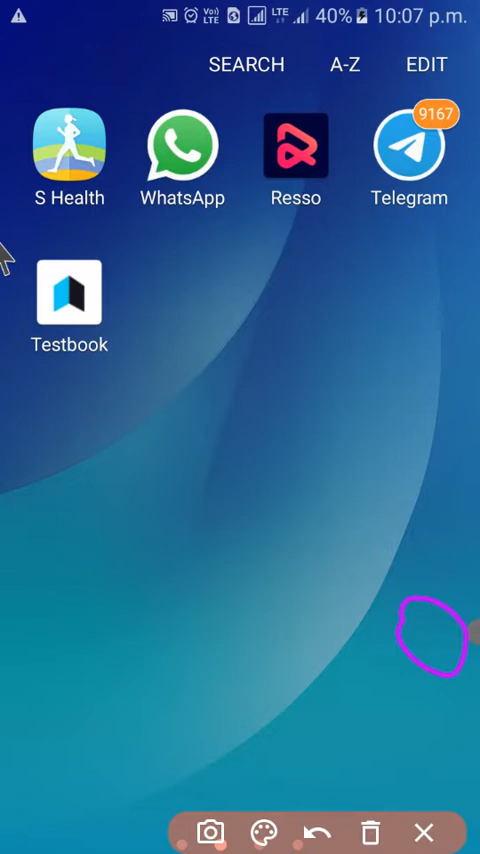 40% 10:07 p.m.
SEARCH A-Z EDIT
9167
S Health WhatsApp Resso Telegram
Testbook